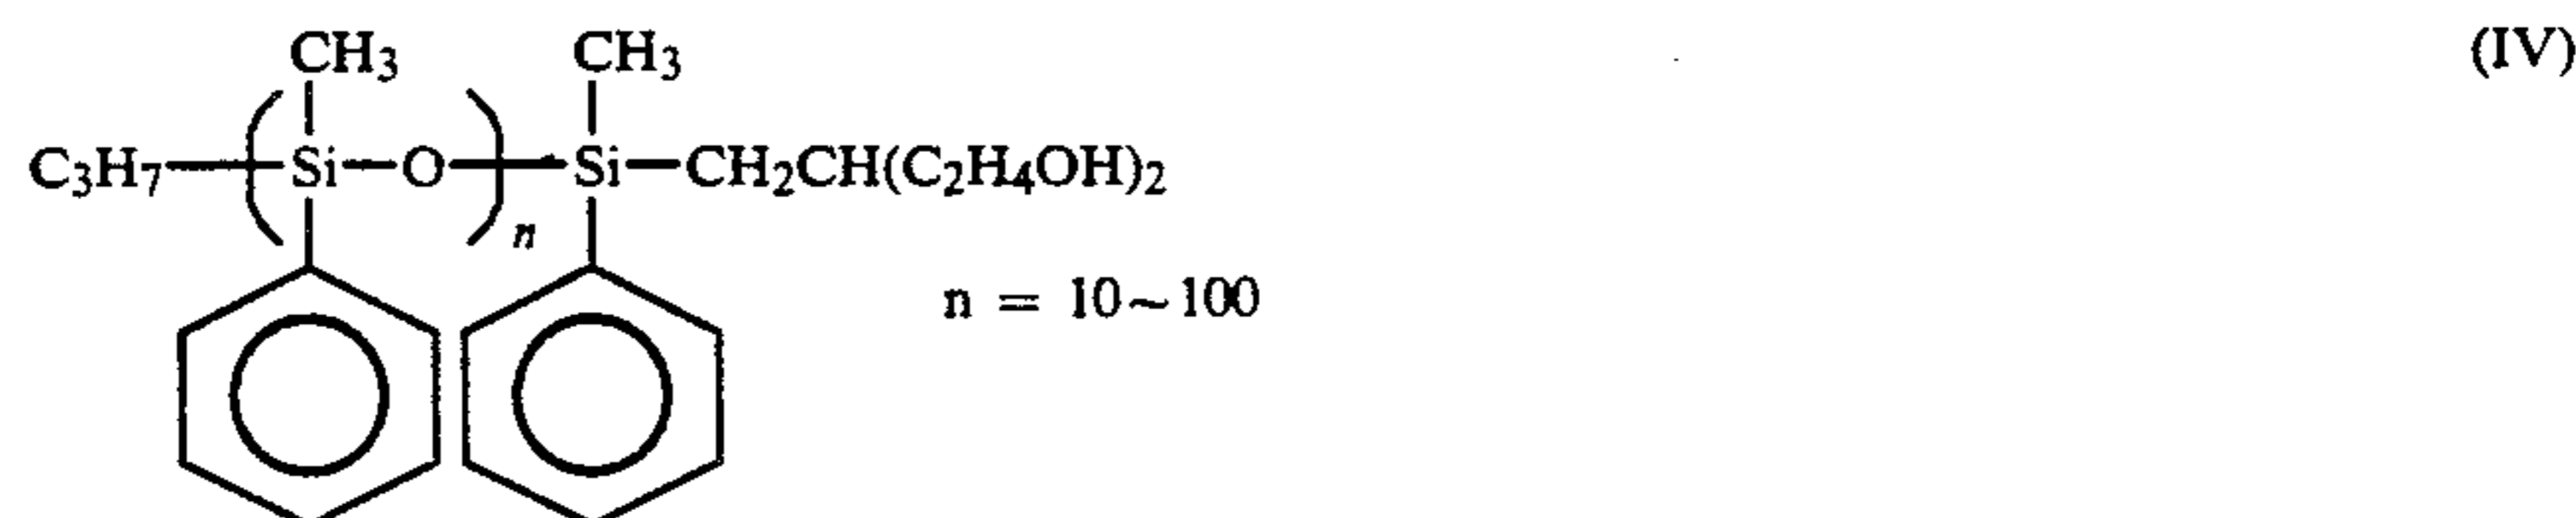 CH₃ CH₃ (IV)
C₃H₇—(Si—O)ₙ—Si—CH₂CH(C₂H₄OH)₂
n = 10~100